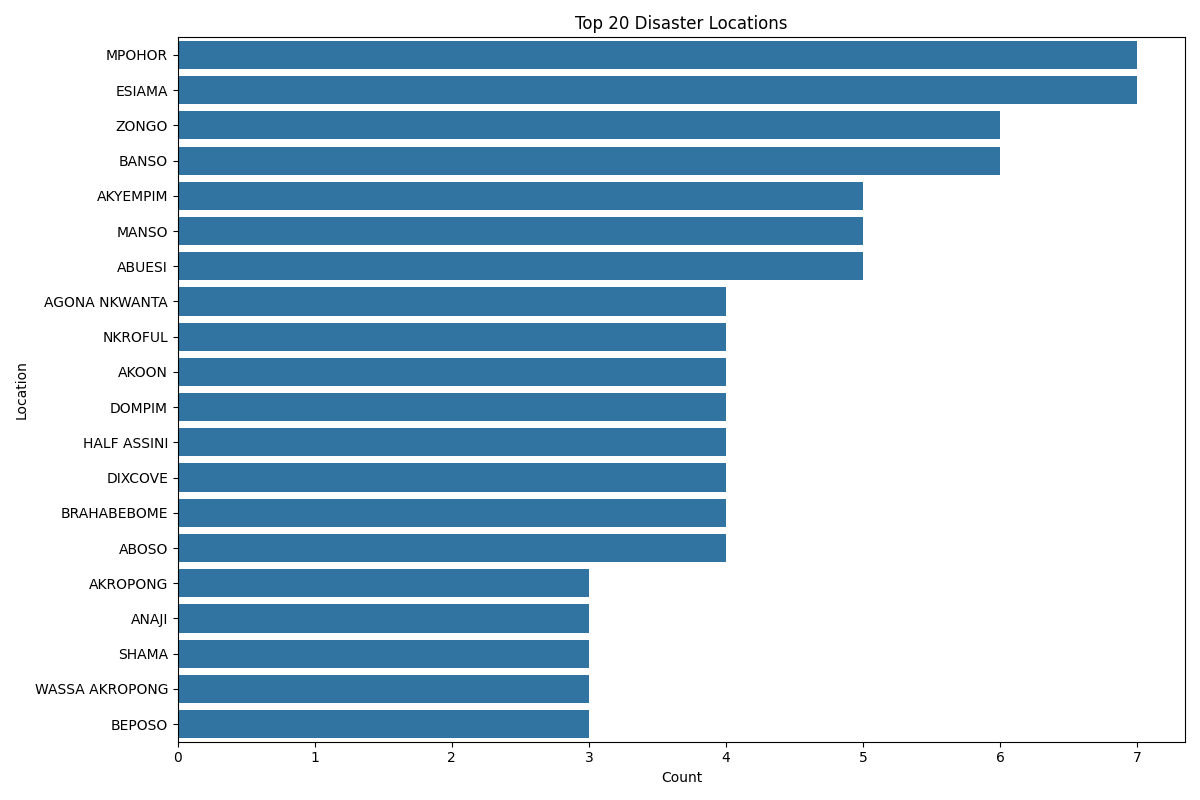 Top 20 Disaster Locations
MPOHOR
ESIAMA
ZONGO
BANSO
AKYEMPIM
MANSO
ABUESI
AGONA NKWANTA
NKROFUL
AKOON
DOMPIM
HALF ASSINI
DIXCOVE
BRAHABEBOME
ABOSO
AKROPONG
ANAJI
SHAMA
WASSA AKROPONG
BEPOSO
Location
0 1 2 3 4 5 6 7
Count